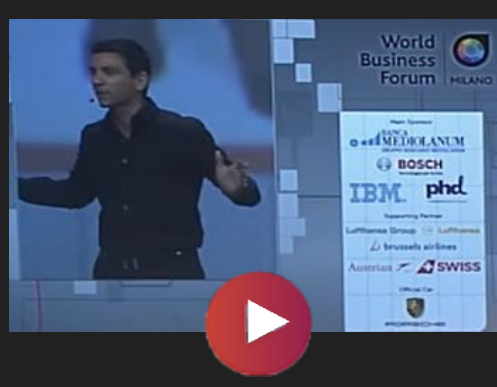 World
Business
Forum
MILANO
Main Sponsor
BANCA
MEDIOLANUM
BOSCH
IBM.
phd
Supporting Partner
Lufthansa Group
Lufthansa
brussels airlines
Austrian
SWISS
Official Car
PORSCHE